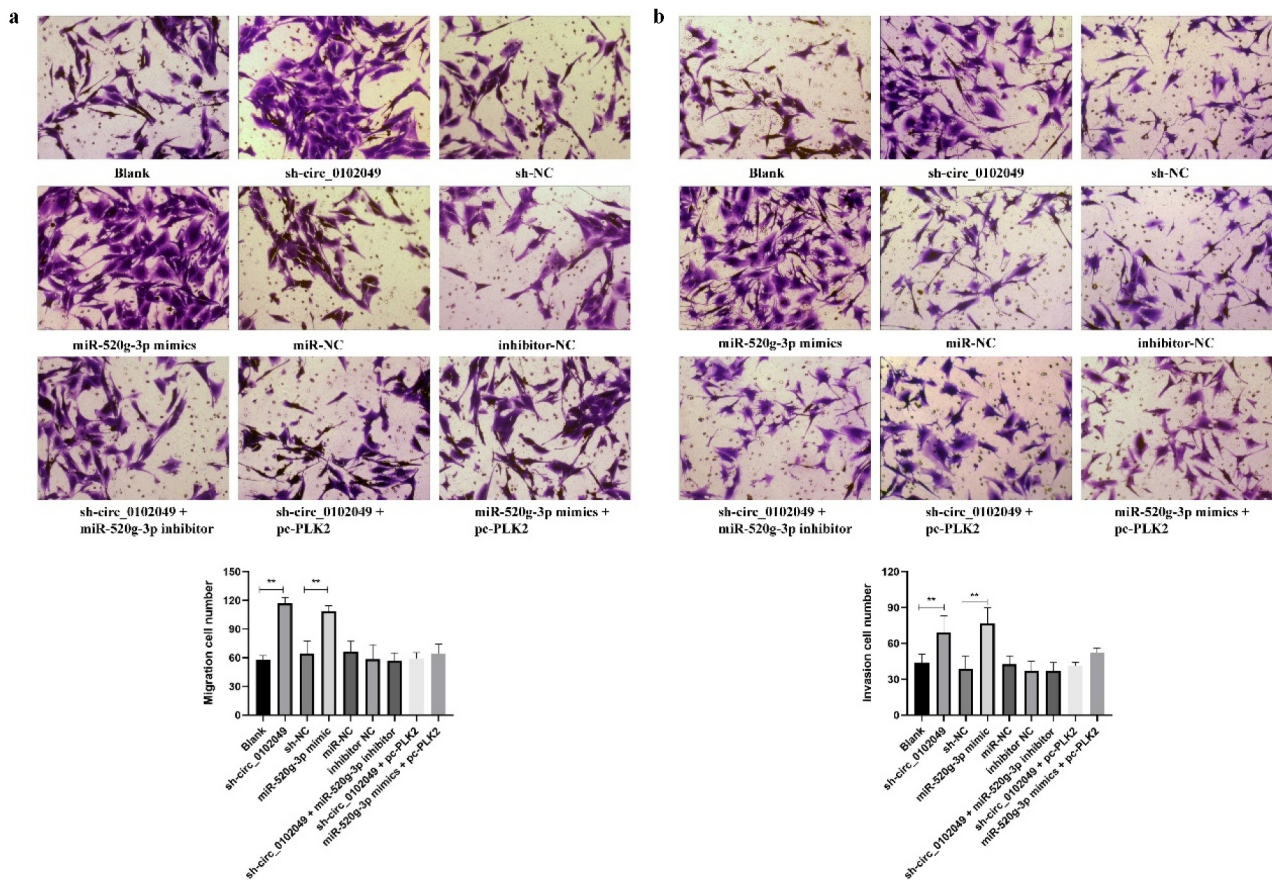 a
Blank
sh-circ_0102049
sh-NC
miR-520g-3p mimics
miR-NC
inhibitor-NC
sh-circ_0102049 +
miR-520g-3p inhibitor
sh-circ_0102049 +
pc-PLK2
miR-520g-3p mimics +
pc-PLK2
Migration cell number
150
120
90
60
30
0
**
**
Blank
sh-circ_0102049
sh-NC
miR-520g-3p mimic
miR-NC
inhibitor NC
sh-circ_0102049 + miR-520g-3p inhibitor
sh-circ_0102049 + pc-PLK2
miR-520g-3p mimics + pc-PLK2
b
Blank
sh-circ_0102049
sh-NC
miR-520g-3p mimics
miR-NC
inhibitor-NC
sh-circ_0102049 +
miR-520g-3p inhibitor
sh-circ_0102049 +
pc-PLK2
miR-520g-3p mimics +
pc-PLK2
Invasion cell number
120
90
60
30
0
**
**
Blank
sh-circ_0102049
sh-NC
miR-520g-3p mimic
miR-NC
inhibitor NC
sh-circ_0102049 + miR-520g-3p inhibitor
sh-circ_0102049 + pc-PLK2
miR-520g-3p mimics + pc-PLK2